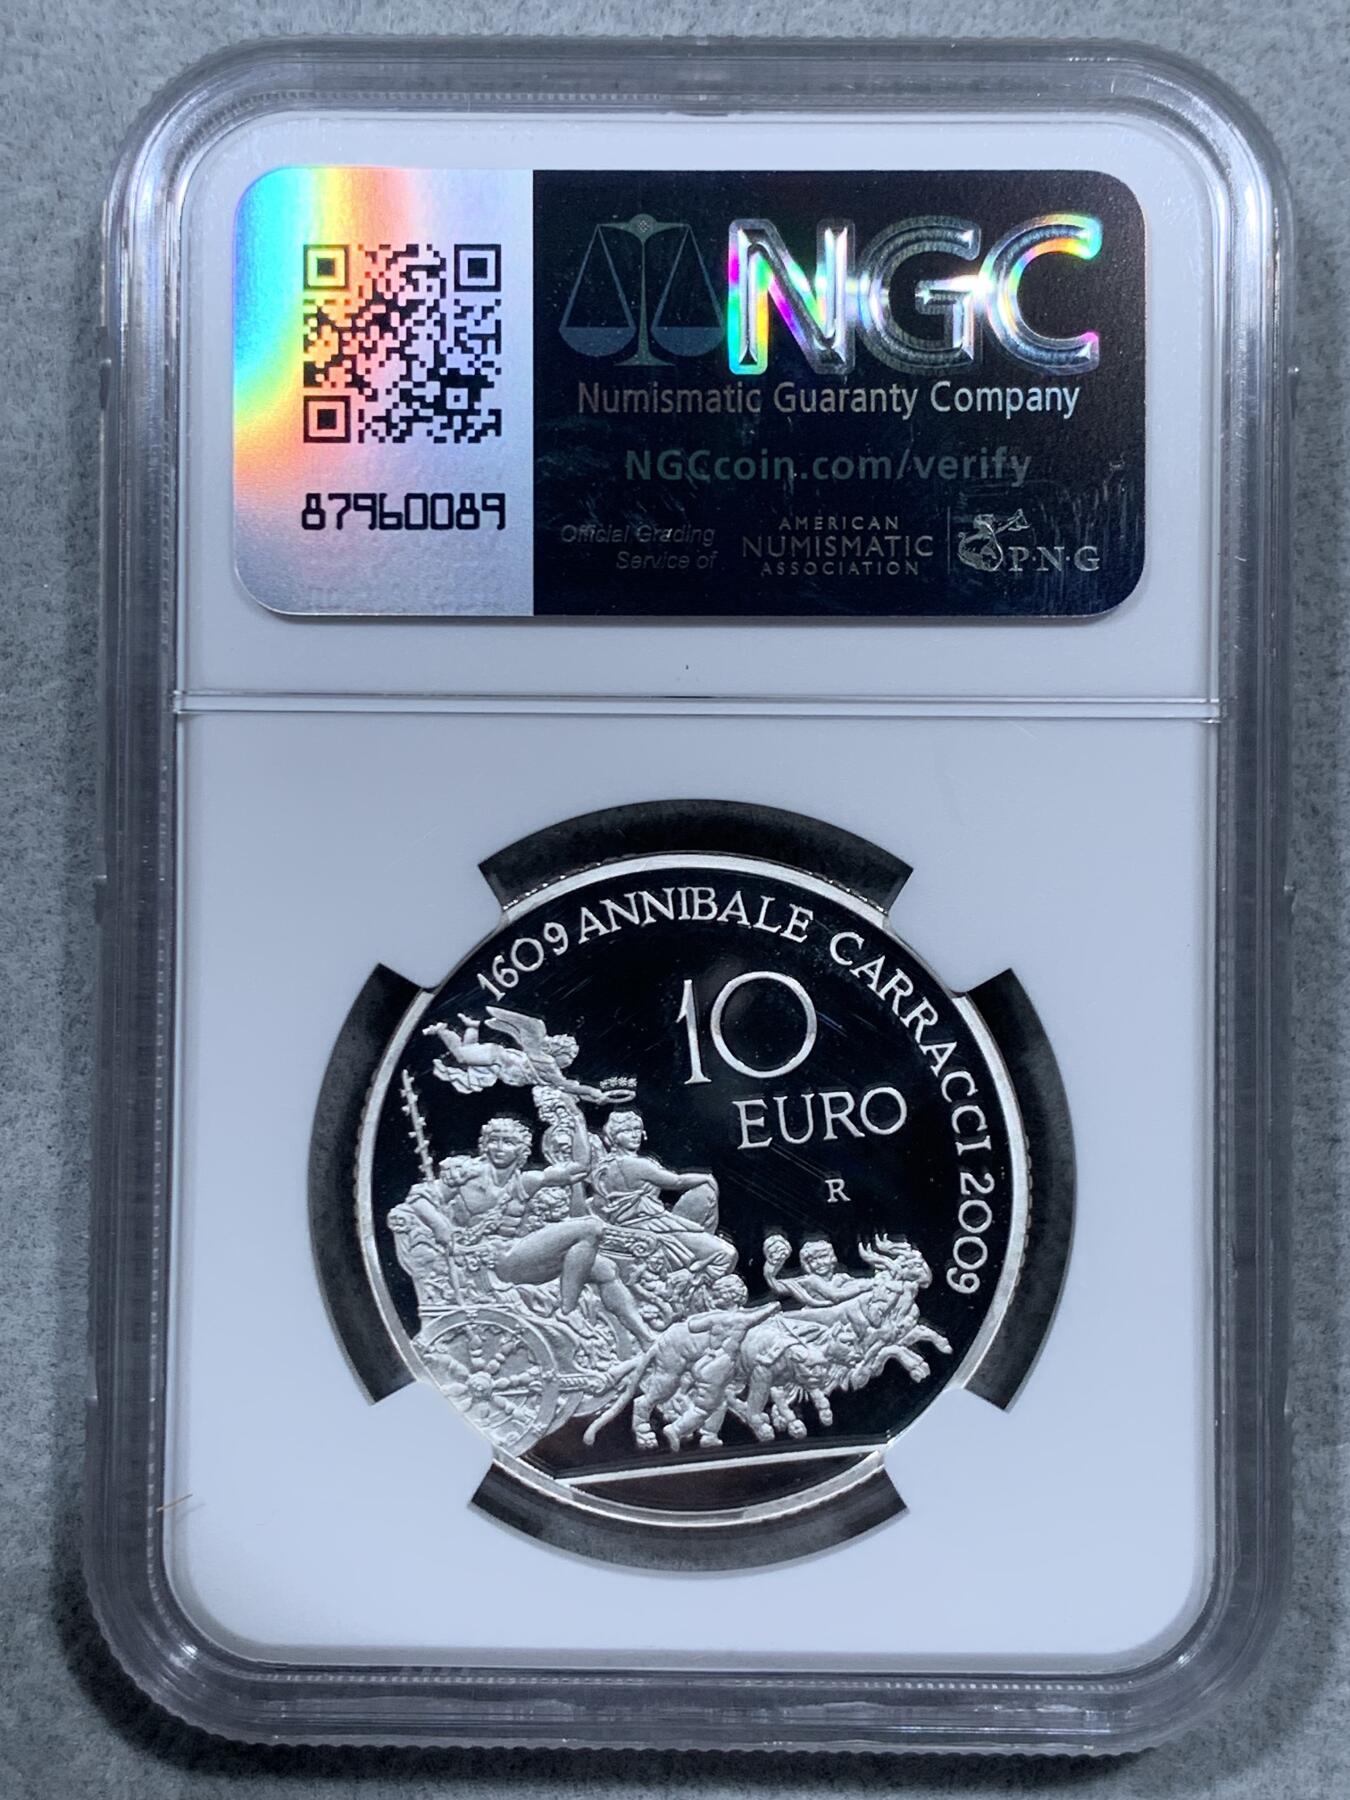 NGC
Numismatic Guaranty Company
NGCcoin.com/verify
87960089
Official Grading
Service of
AMERICAN
NUMISMATIC
ASSOCIATION
P·N·G
1609 ANNIBALE CARRACCI 2009
10
EURO
R